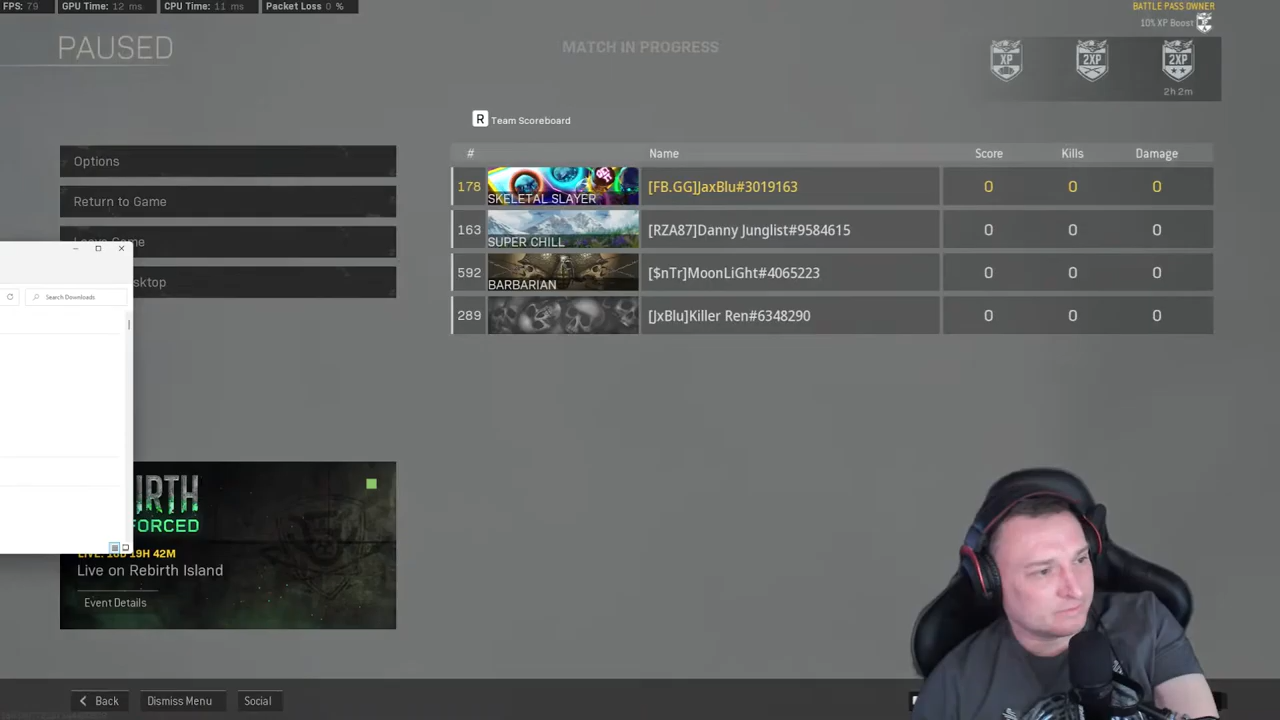 FPS: 79 GPU Time: 12 ms CPU Time: 11 ms Packet Loss 0 %
BATTLE PASS OWNER
10% XP Boost
PAUSED
MATCH IN PROGRESS
XP 2XP 2XP
2h 2m
R Team Scoreboard
# Name Score Kills Damage
178 SKELETAL SLAYER [FB.GG]JaxBlu#3019163 0 0 0
163 SUPER CHILL [RZA87]Danny Junglist#9584615 0 0 0
592 BARBARIAN [$nTr]MoonLiGht#4065223 0 0 0
289 [JxBlu]Killer Ren#6348290 0 0 0
Options
Return to Game
Game
sktop
Search Downloads
IRTH
FORCED
19H 42M
Live on Rebirth Island
Event Details
Back Dismiss Menu Social